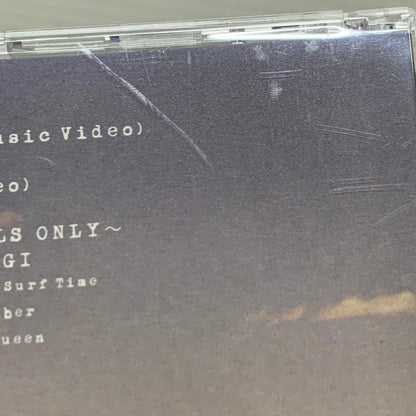 usic Video)
eo)
LS ONLY～
GI
Surf Time
ber
ueen